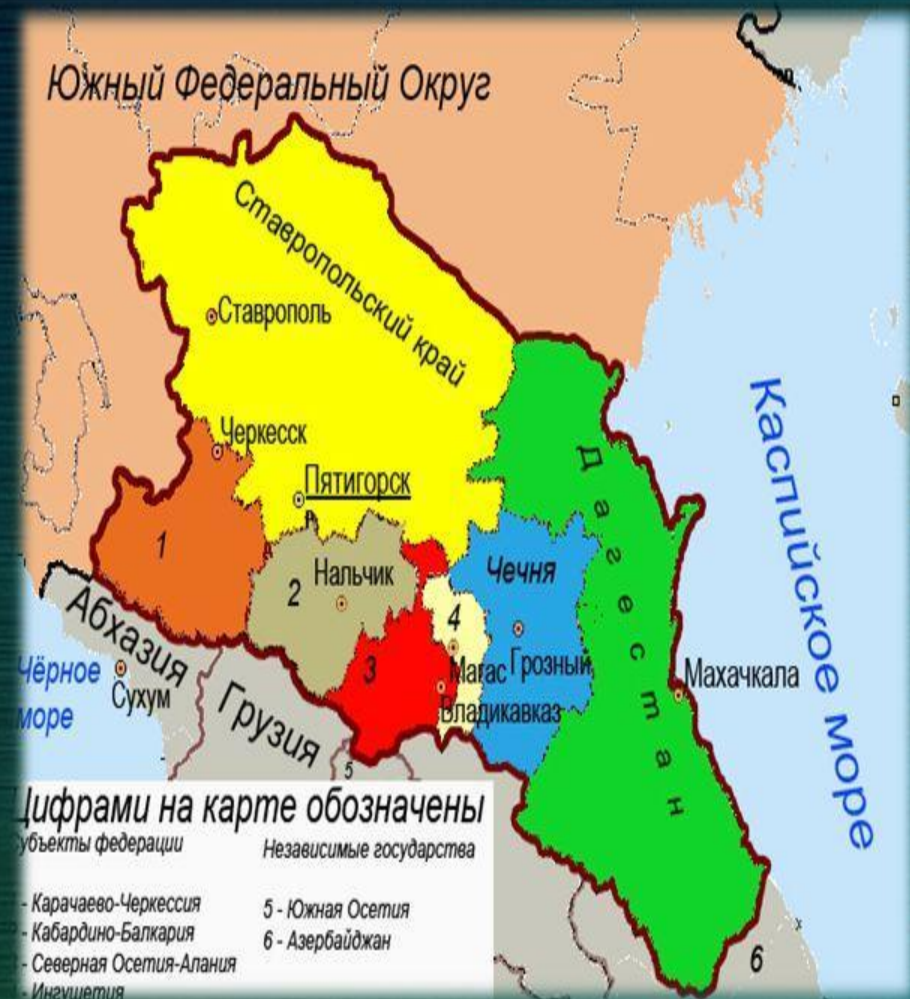 Южный Федеральный Округ
Ставропольский край
Ставрополь
Черкесск
Пятигорск
1
2
Нальчик
3
4
Чечня
Магас
Грозный
Владикавказ
Дагестан
Махачкала
Каспийское море
Абхазия
Чёрное
море
Сухум
Грузия
5
6
Цифрами на карте обозначены
убъекты федерации
- Карачаево-Черкессия
- Кабардино-Балкария
- Северная Осетия-Алания
- Ингушетия
Независимые государства
5 - Южная Осетия
6 - Азербайджан